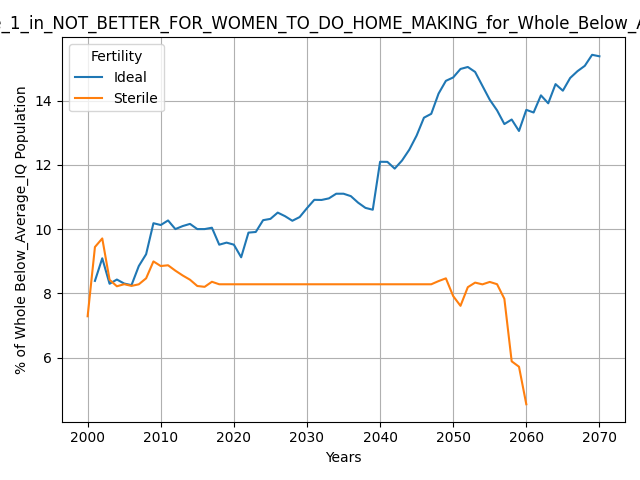 _1_in_NOT_BETTER_FOR_WOMEN_TO_DO_HOME_MAKING_for_Whole_Below_A
Fertility
Ideal
Sterile
% of Whole Below_Average_IQ Population
14
12
10
8
6
2000 2010 2020 2030 2040 2050 2060 2070
Years